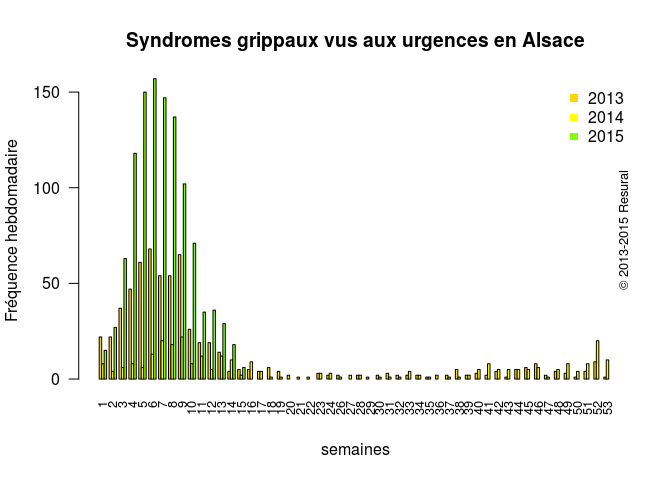 Syndromes grippaux vus aux urgences en Alsace
Fréquence hebdomadaire
150
100
50
0
2013
2014
2015
© 2013-2015 Resural
1 2 3 4 5 6 7 8 9 10 11 12 13 14 15 16 17 18 19 20 21 22 23 24 26 27 28 29 30 31 32 33 34 35 36 37 38 39 40 41 42 43 44 45 46 47 48 49 50 51 52 53
semaines